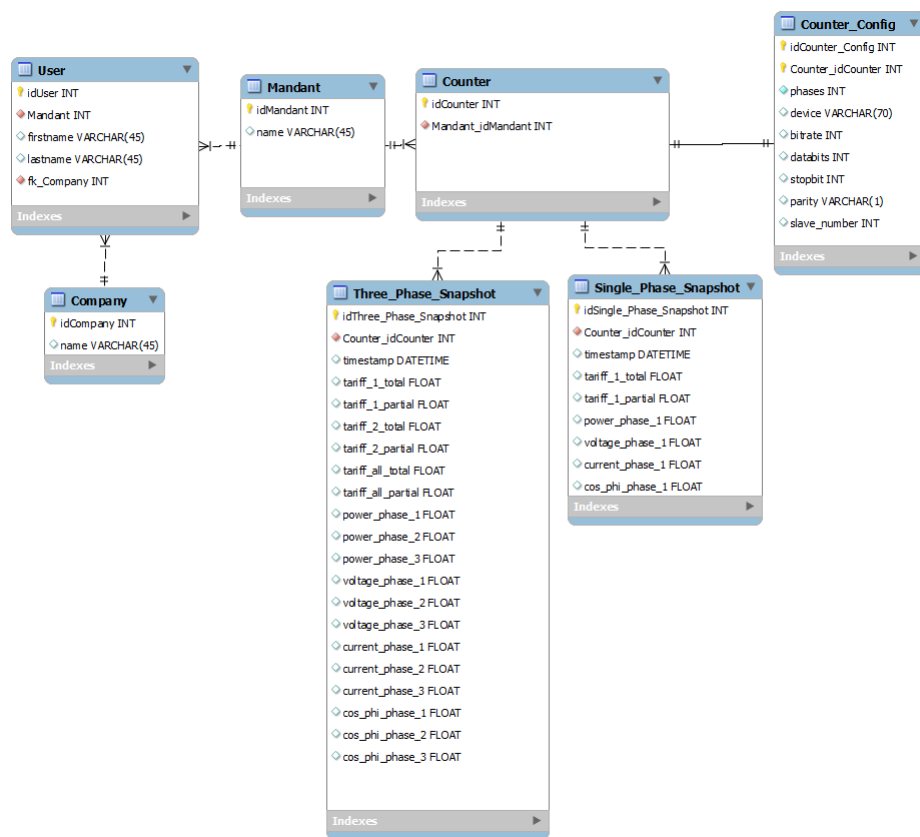 User
idUser INT
Mandant INT
firstname VARCHAR(45)
lastname VARCHAR(45)
fk_Company INT
Indexes
Mandant
idMandant INT
name VARCHAR(45)
Indexes
Counter
idCounter INT
Mandant_idMandant INT
Indexes
Counter_Config
idCounter_Config INT
Counter_idCounter INT
phases INT
device VARCHAR(70)
bitrate INT
databits INT
stopbit INT
parity VARCHAR(1)
slave_number INT
Indexes
Company
idCompany INT
name VARCHAR(45)
Indexes
Three_Phase_Snapshot
idThree_Phase_Snapshot INT
Counter_idCounter INT
timestamp DATETIME
tariff_1_total FLOAT
tariff_1_partial FLOAT
tariff_2_total FLOAT
tariff_2_partial FLOAT
tariff_all_total FLOAT
tariff_all_partial FLOAT
power_phase_1 FLOAT
power_phase_2 FLOAT
power_phase_3 FLOAT
voltage_phase_1 FLOAT
voltage_phase_2 FLOAT
voltage_phase_3 FLOAT
current_phase_1 FLOAT
current_phase_2 FLOAT
current_phase_3 FLOAT
cos_phi_phase_1 FLOAT
cos_phi_phase_2 FLOAT
cos_phi_phase_3 FLOAT
Indexes
Single_Phase_Snapshot
idSingle_Phase_Snapshot INT
Counter_idCounter INT
timestamp DATETIME
tariff_1_total FLOAT
tariff_1_partial FLOAT
power_phase_1 FLOAT
voltage_phase_1 FLOAT
current_phase_1 FLOAT
cos_phi_phase_1 FLOAT
Indexes